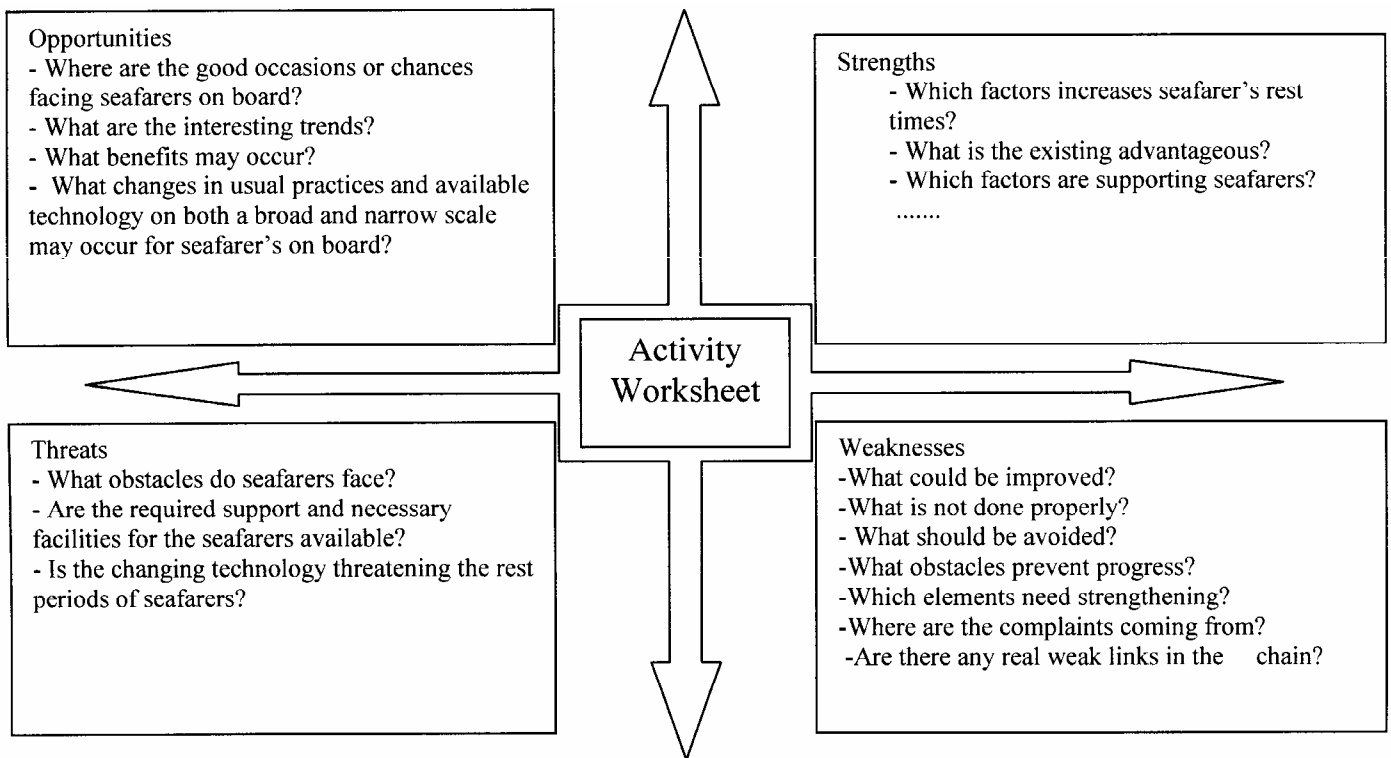 Opportunities
- Where are the good occasions or chances
facing seafarers on board?
- What are the interesting trends?
- What benefits may occur?
- What changes in usual practices and available
technology on both a broad and narrow scale
may occur for seafarer's on board?
Strengths
- Which factors increases seafarer's rest
times?
- What is the existing advantageous?
- Which factors are supporting seafarers?
.......
Activity
Worksheet
Threats
- What obstacles do seafarers face?
- Are the required support and necessary
facilities for the seafarers available?
- Is the changing technology threatening the rest
periods of seafarers?
Weaknesses
-What could be improved?
-What is not done properly?
- What should be avoided?
-What obstacles prevent progress?
-Which elements need strengthening?
-Where are the complaints coming from?
-Are there any real weak links in the chain?